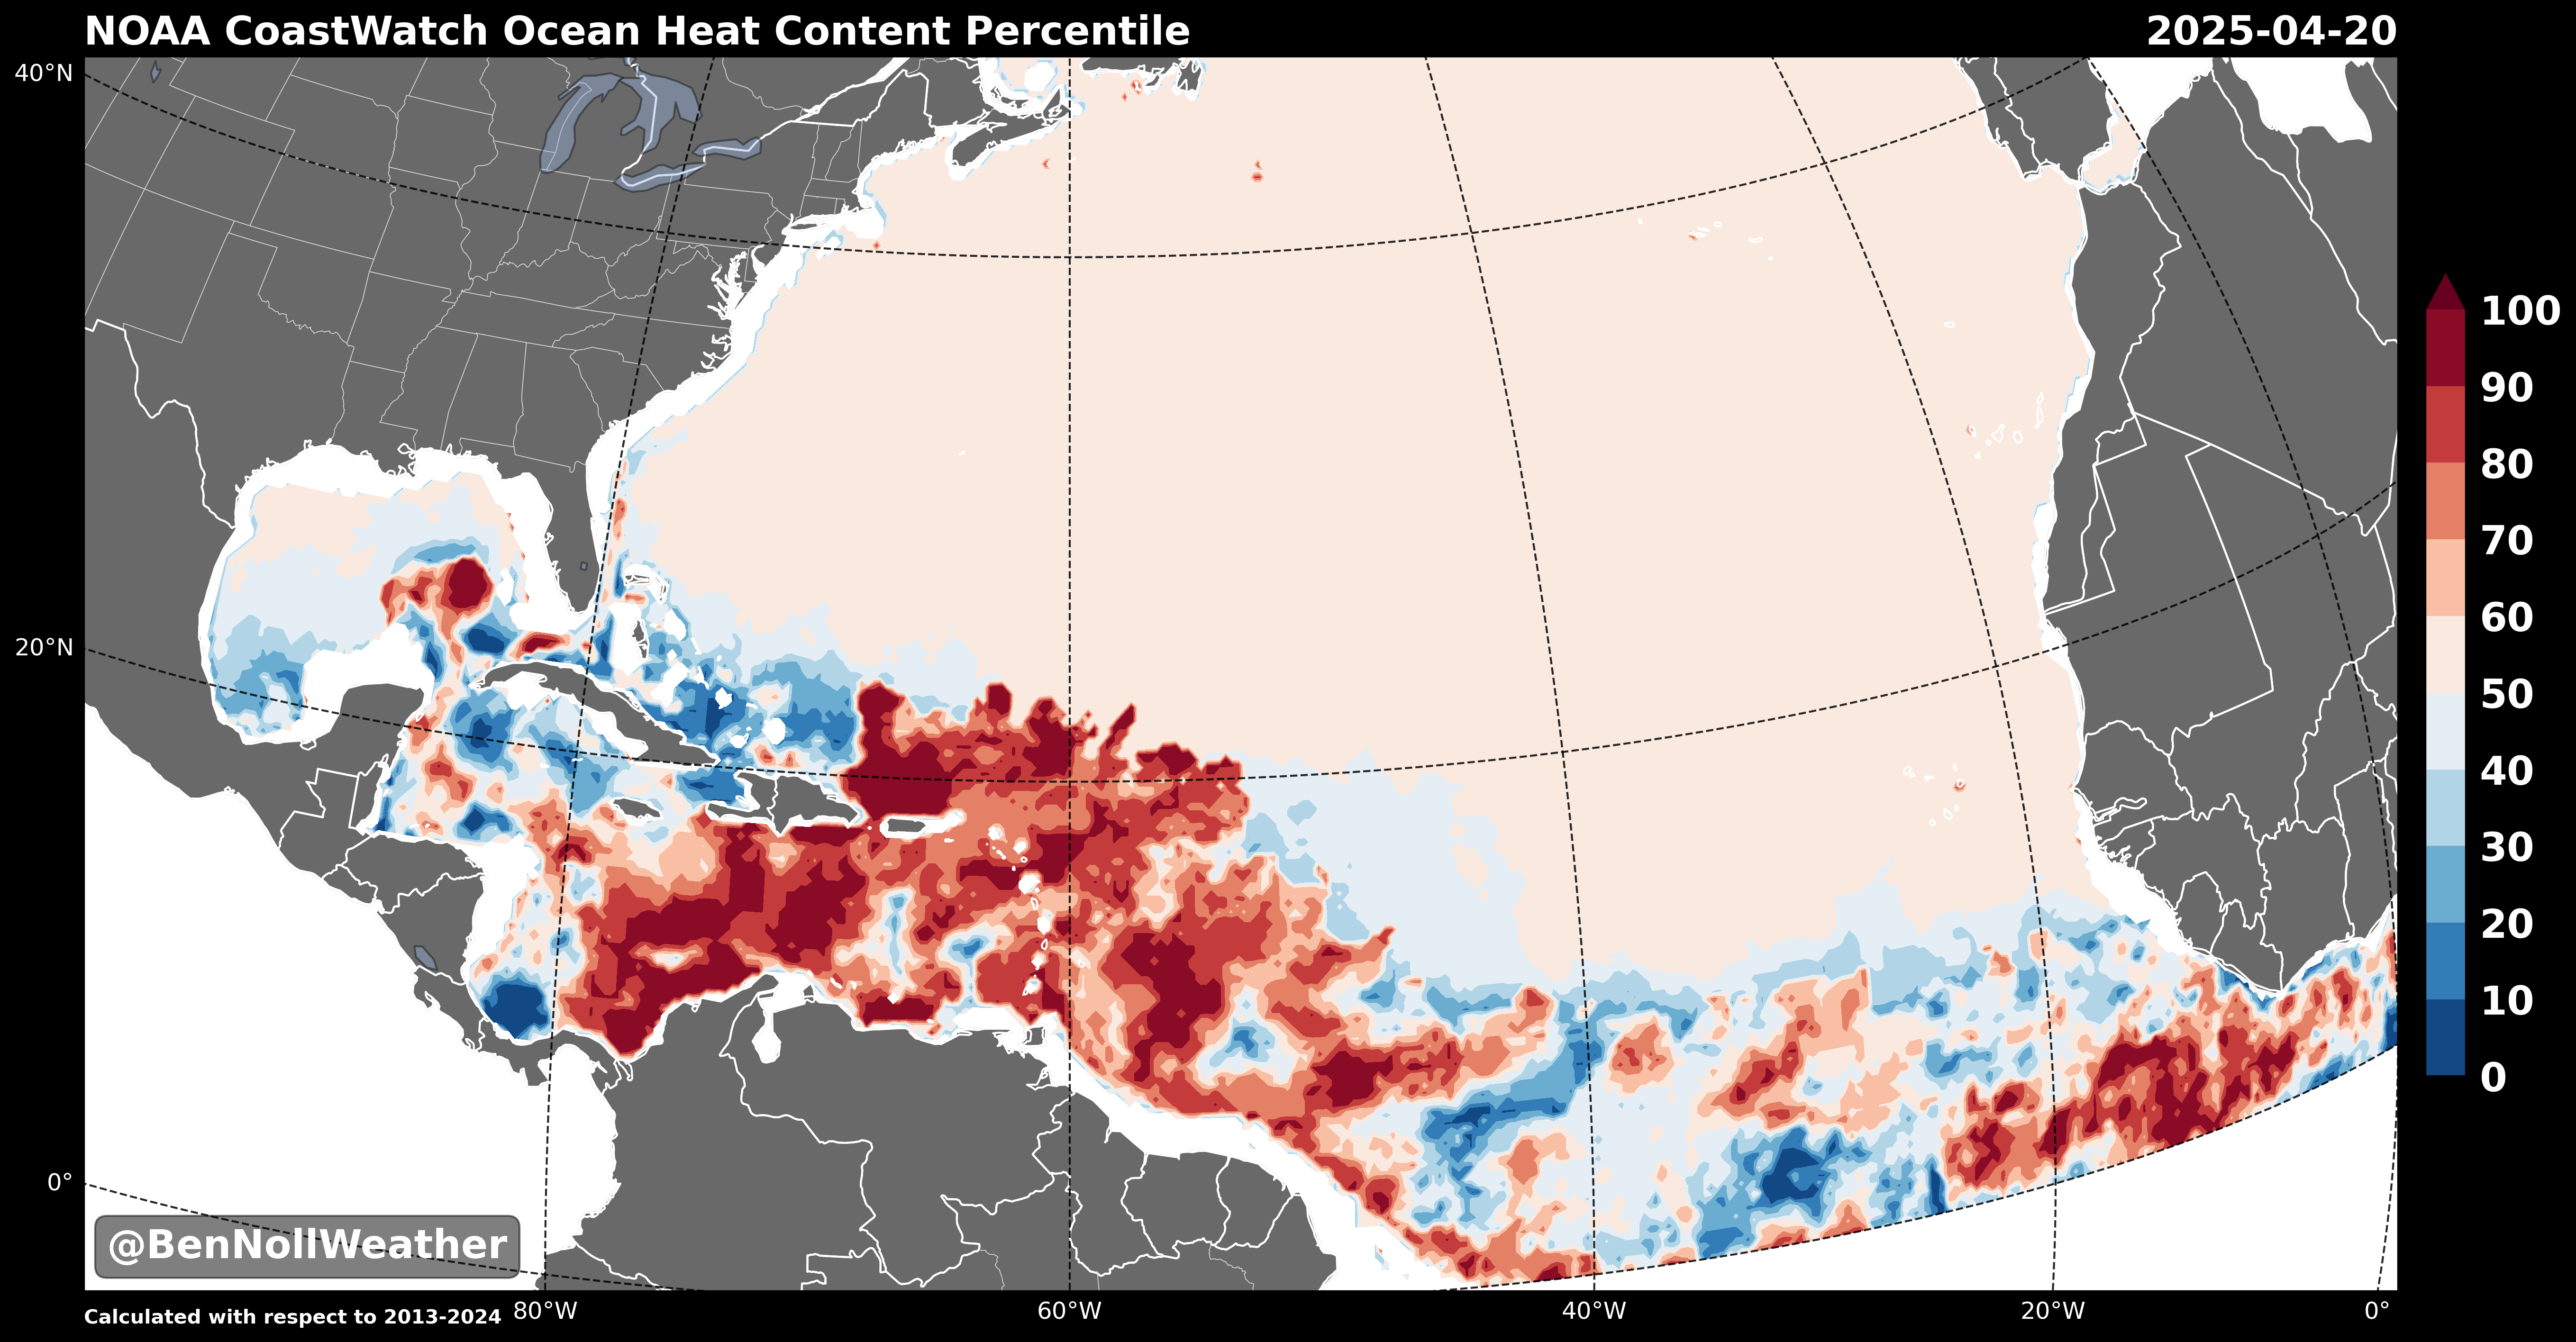 NOAA CoastWatch Ocean Heat Content Percentile
2025-04-20
40°N
20°N
0°
100
90
80
70
60
50
40
30
20
10
0
@BenNollWeather
Calculated with respect to 2013-2024
80°W
60°W
40°W
20°W
0°